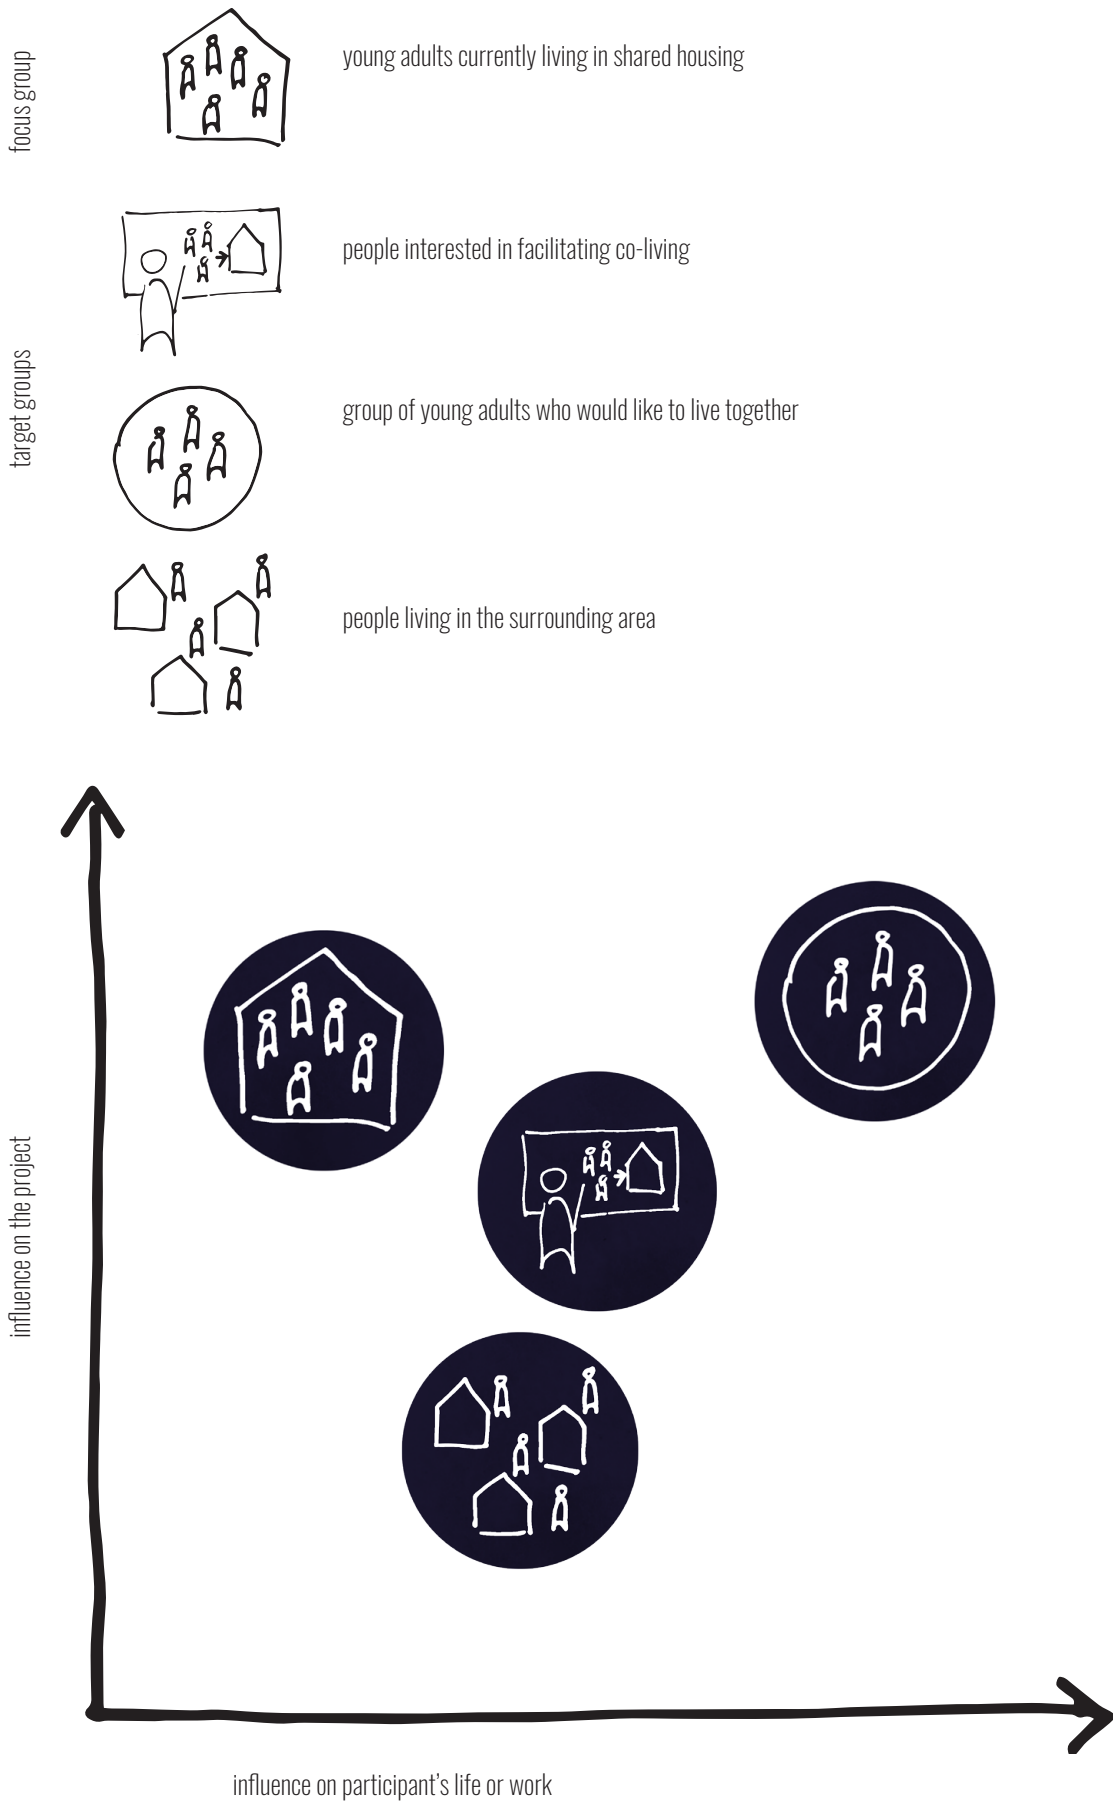 focus group
young adults currently living in shared housing
target groups
people interested in facilitating co-living
group of young adults who would like to live together
people living in the surrounding area
influence on the project
influence on participant’s life or work